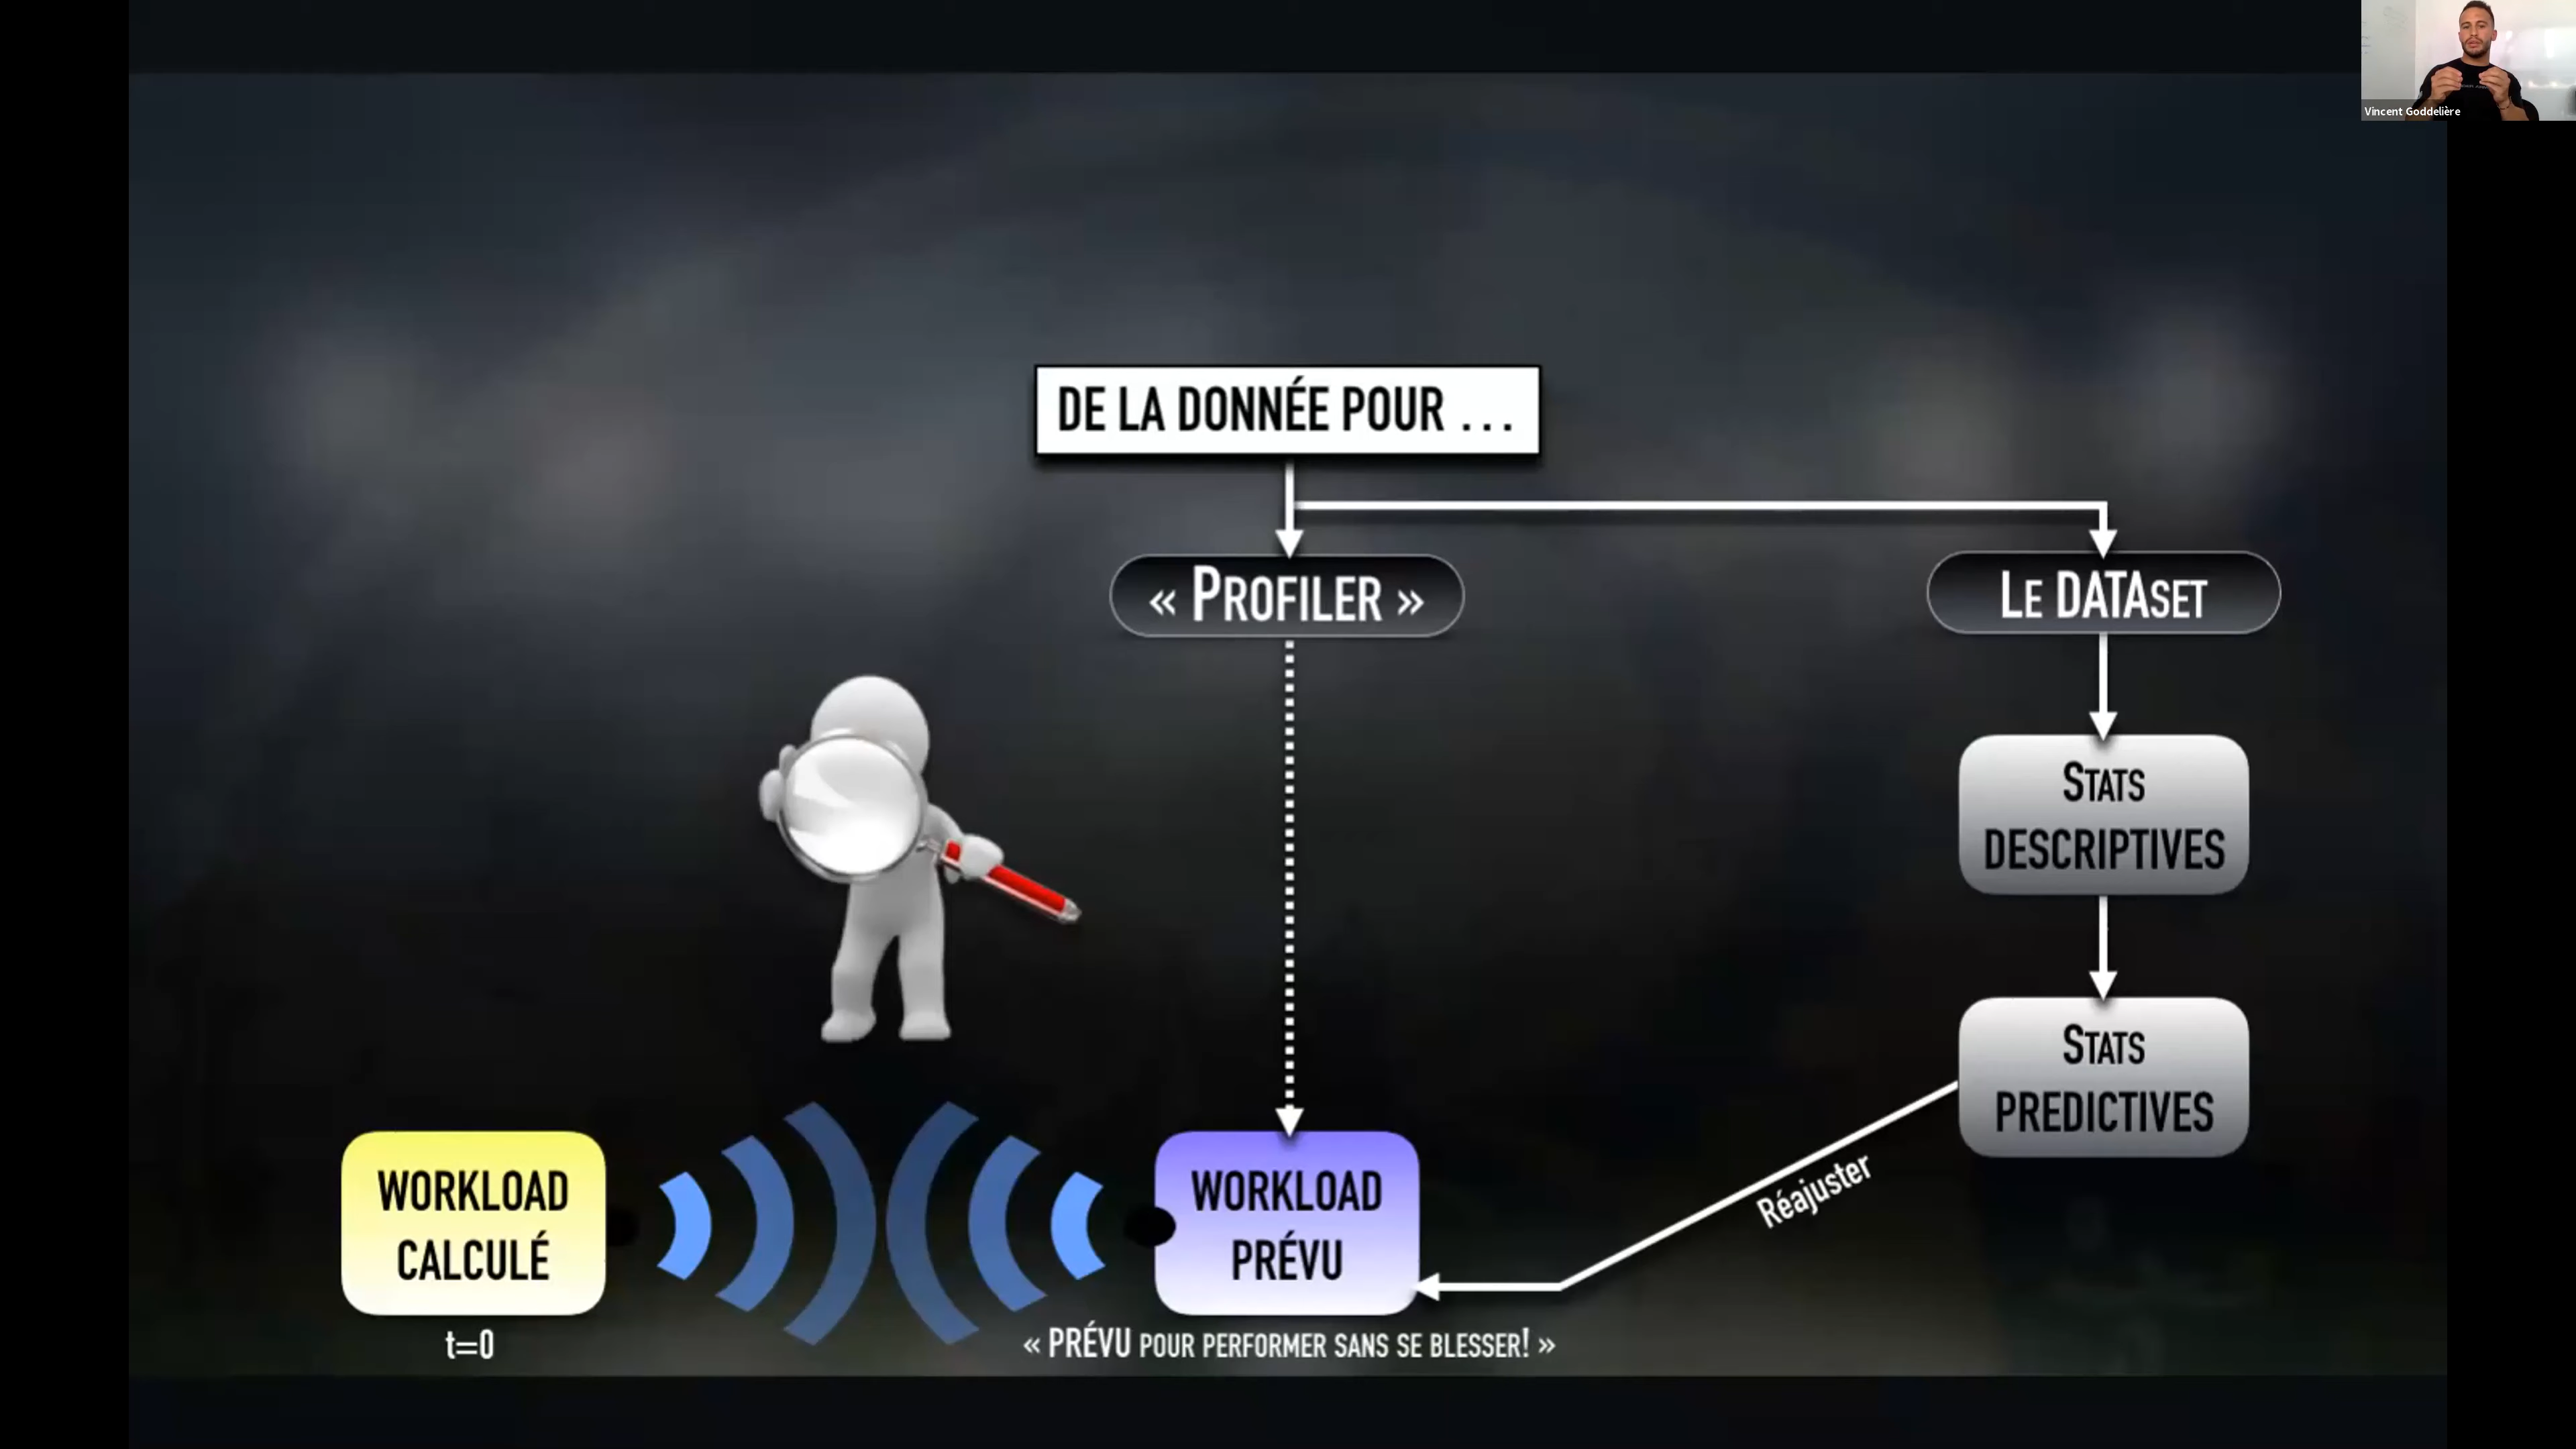 Vincent Goddelière
DE LA DONNÉE POUR ...
« PROFILER »
LE DATASET
STATS
DESCRIPTIVES
STATS
PREDICTIVES
Réajuster
WORKLOAD
CALCULÉ
WORKLOAD
PRÉVU
t=0
« PRÉVU POUR PERFORMER SANS SE BLESSER! »